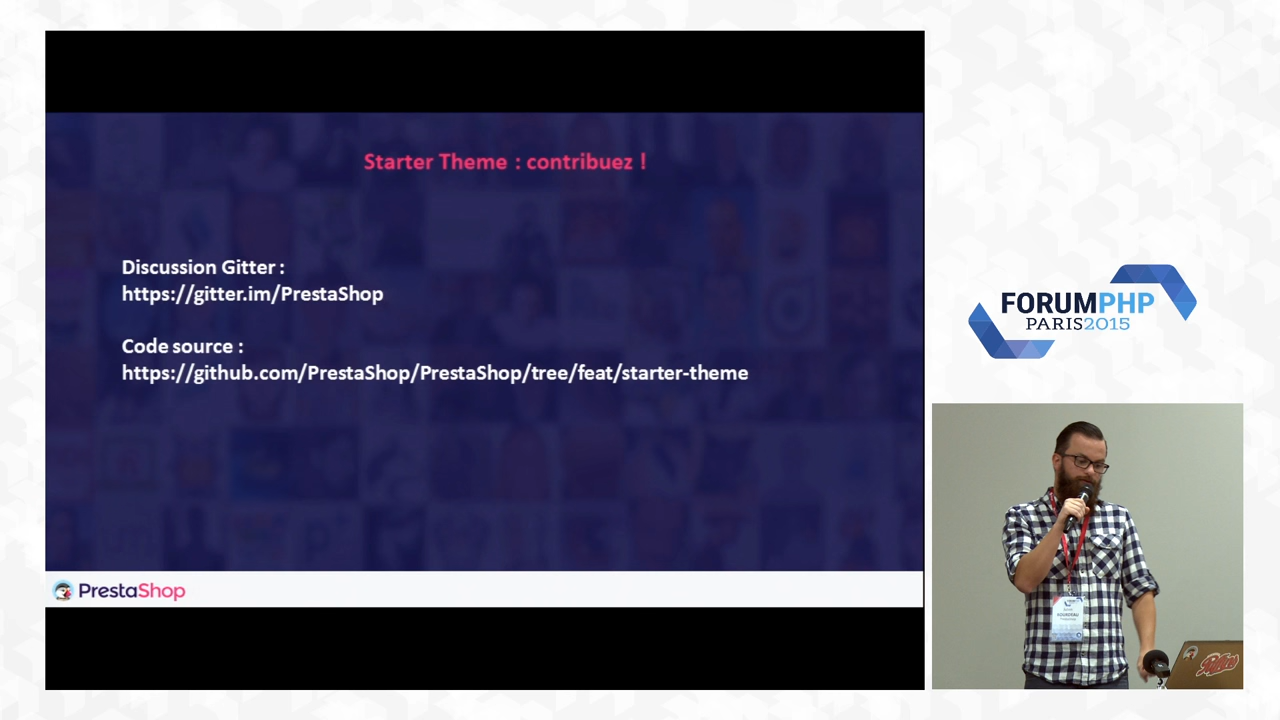 Starter Theme : contribuez !
Discussion Gitter :
https://gitter.im/PrestaShop
Code source :
https://github.com/PrestaShop/PrestaShop/tree/feat/starter-theme
PrestaShop
FORUMPHP
PARIS2015